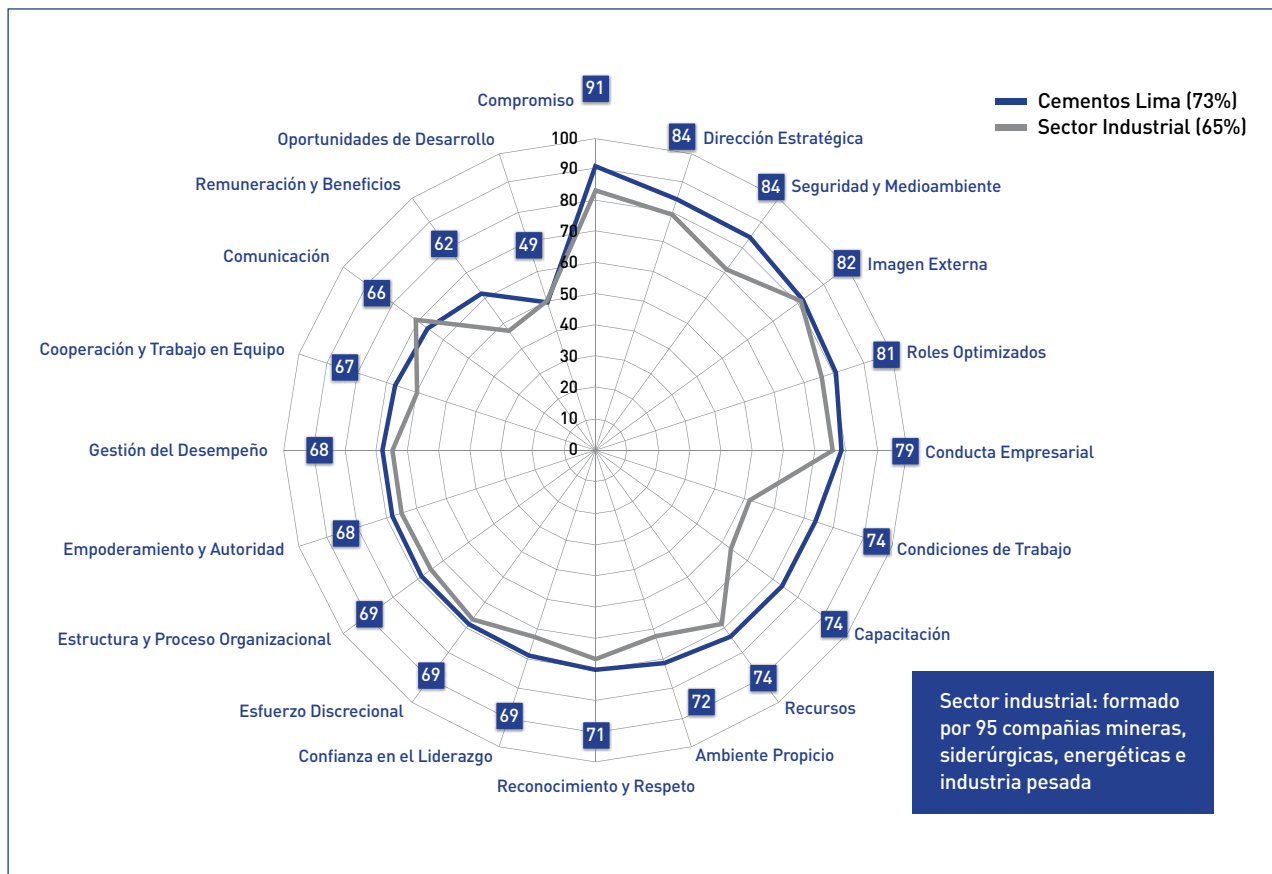 91
Compromiso
Cementos Lima (73%)
Sector Industrial (65%)
84
Dirección Estratégica
84
Seguridad y Medioambiente
82
Imagen Externa
81
Roles Optimizados
79
Conducta Empresarial
74
Condiciones de Trabajo
74
Capacitación
74
Recursos
72
Ambiente Propicio
71
Reconocimiento y Respeto
69
Confianza en el Liderazgo
69
Esfuerzo Discrecional
69
Estructura y Proceso Organizacional
68
Empoderamiento y Autoridad
68
Gestión del Desempeño
67
Cooperación y Trabajo en Equipo
66
Comunicación
62
Remuneración y Beneficios
49
Oportunidades de Desarrollo
100
90
80
70
60
50
40
30
20
10
0
Sector industrial: formado
por 95 compañias mineras,
siderúrgicas, energéticas e
industria pesada